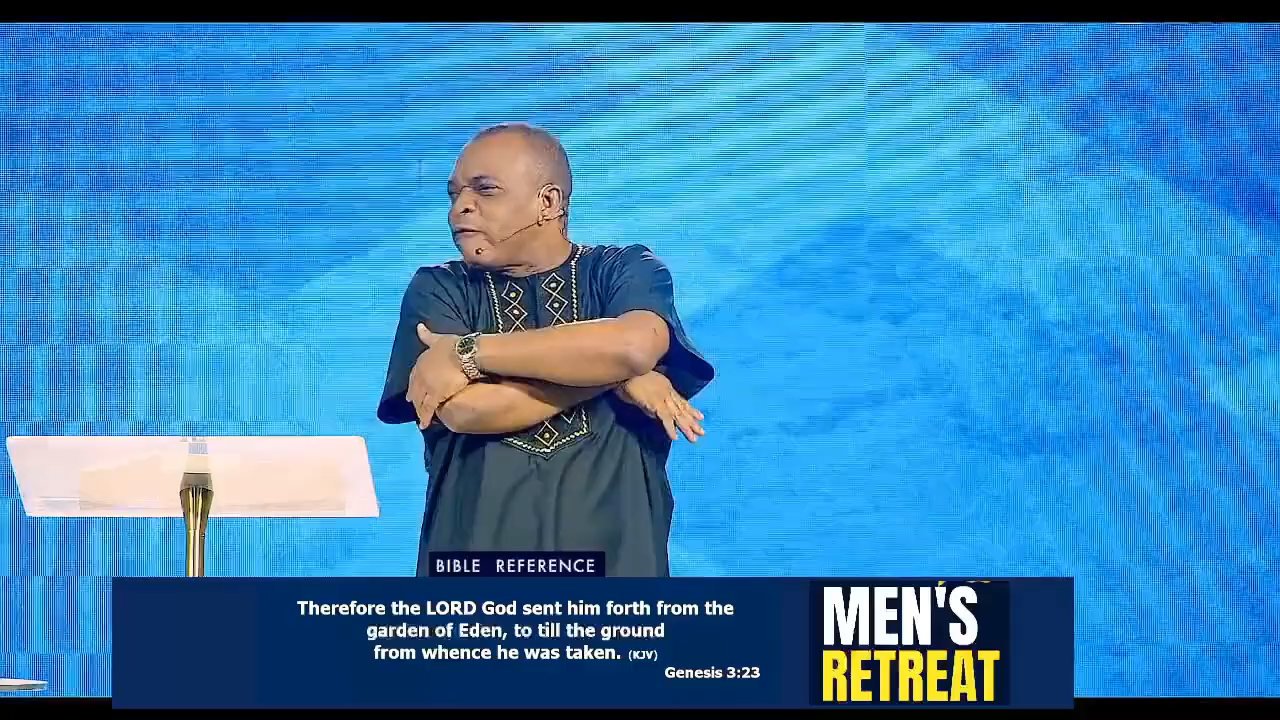 BIBLE REFERENCE
Therefore the LORD God sent him forth from the
garden of Eden, to till the ground
from whence he was taken. (KJV)
Genesis 3:23
MEN'S
RETREAT